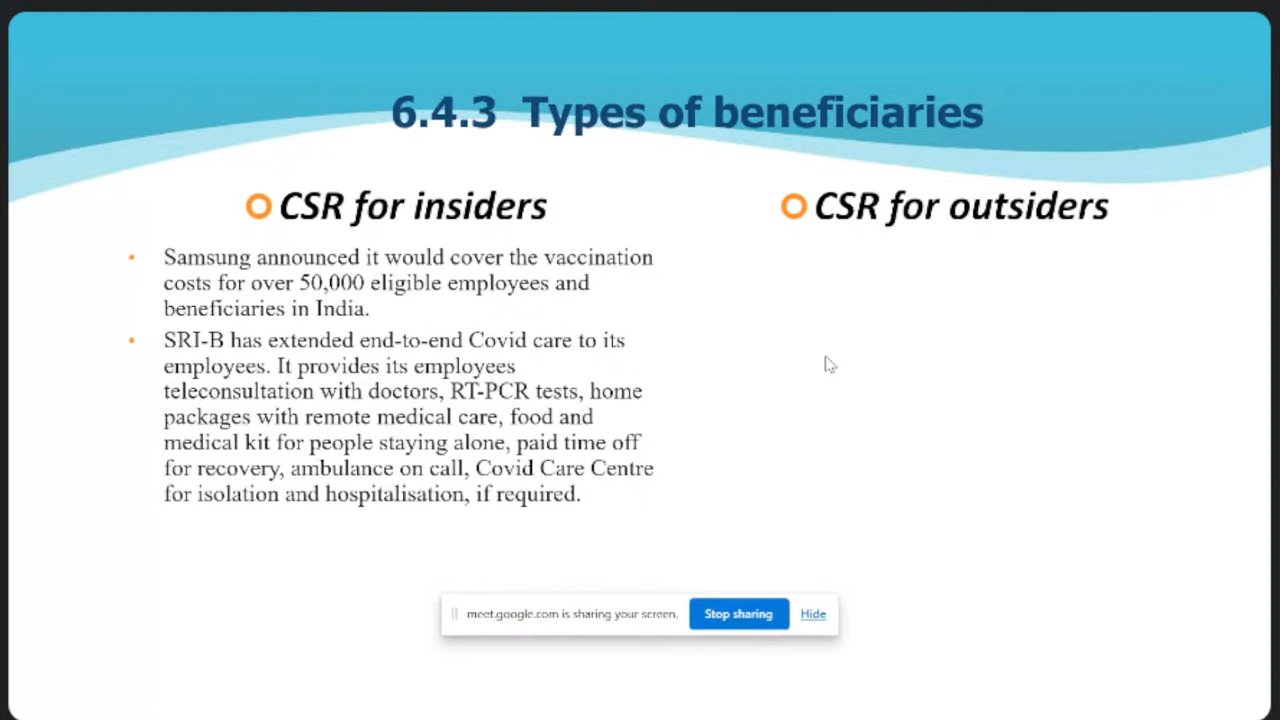 6.4.3 Types of beneficiaries
CSR for insiders
CSR for outsiders
• Samsung announced it would cover the vaccination
costs for over 50,000 eligible employees and
beneficiaries in India.
• SRI-B has extended end-to-end Covid care to its
employees. It provides its employees
teleconsultation with doctors, RT-PCR tests, home
packages with remote medical care, food and
medical kit for people staying alone, paid time off
for recovery, ambulance on call, Covid Care Centre
for isolation and hospitalisation, if required.
meet.google.com is sharing your screen. Stop sharing Hide